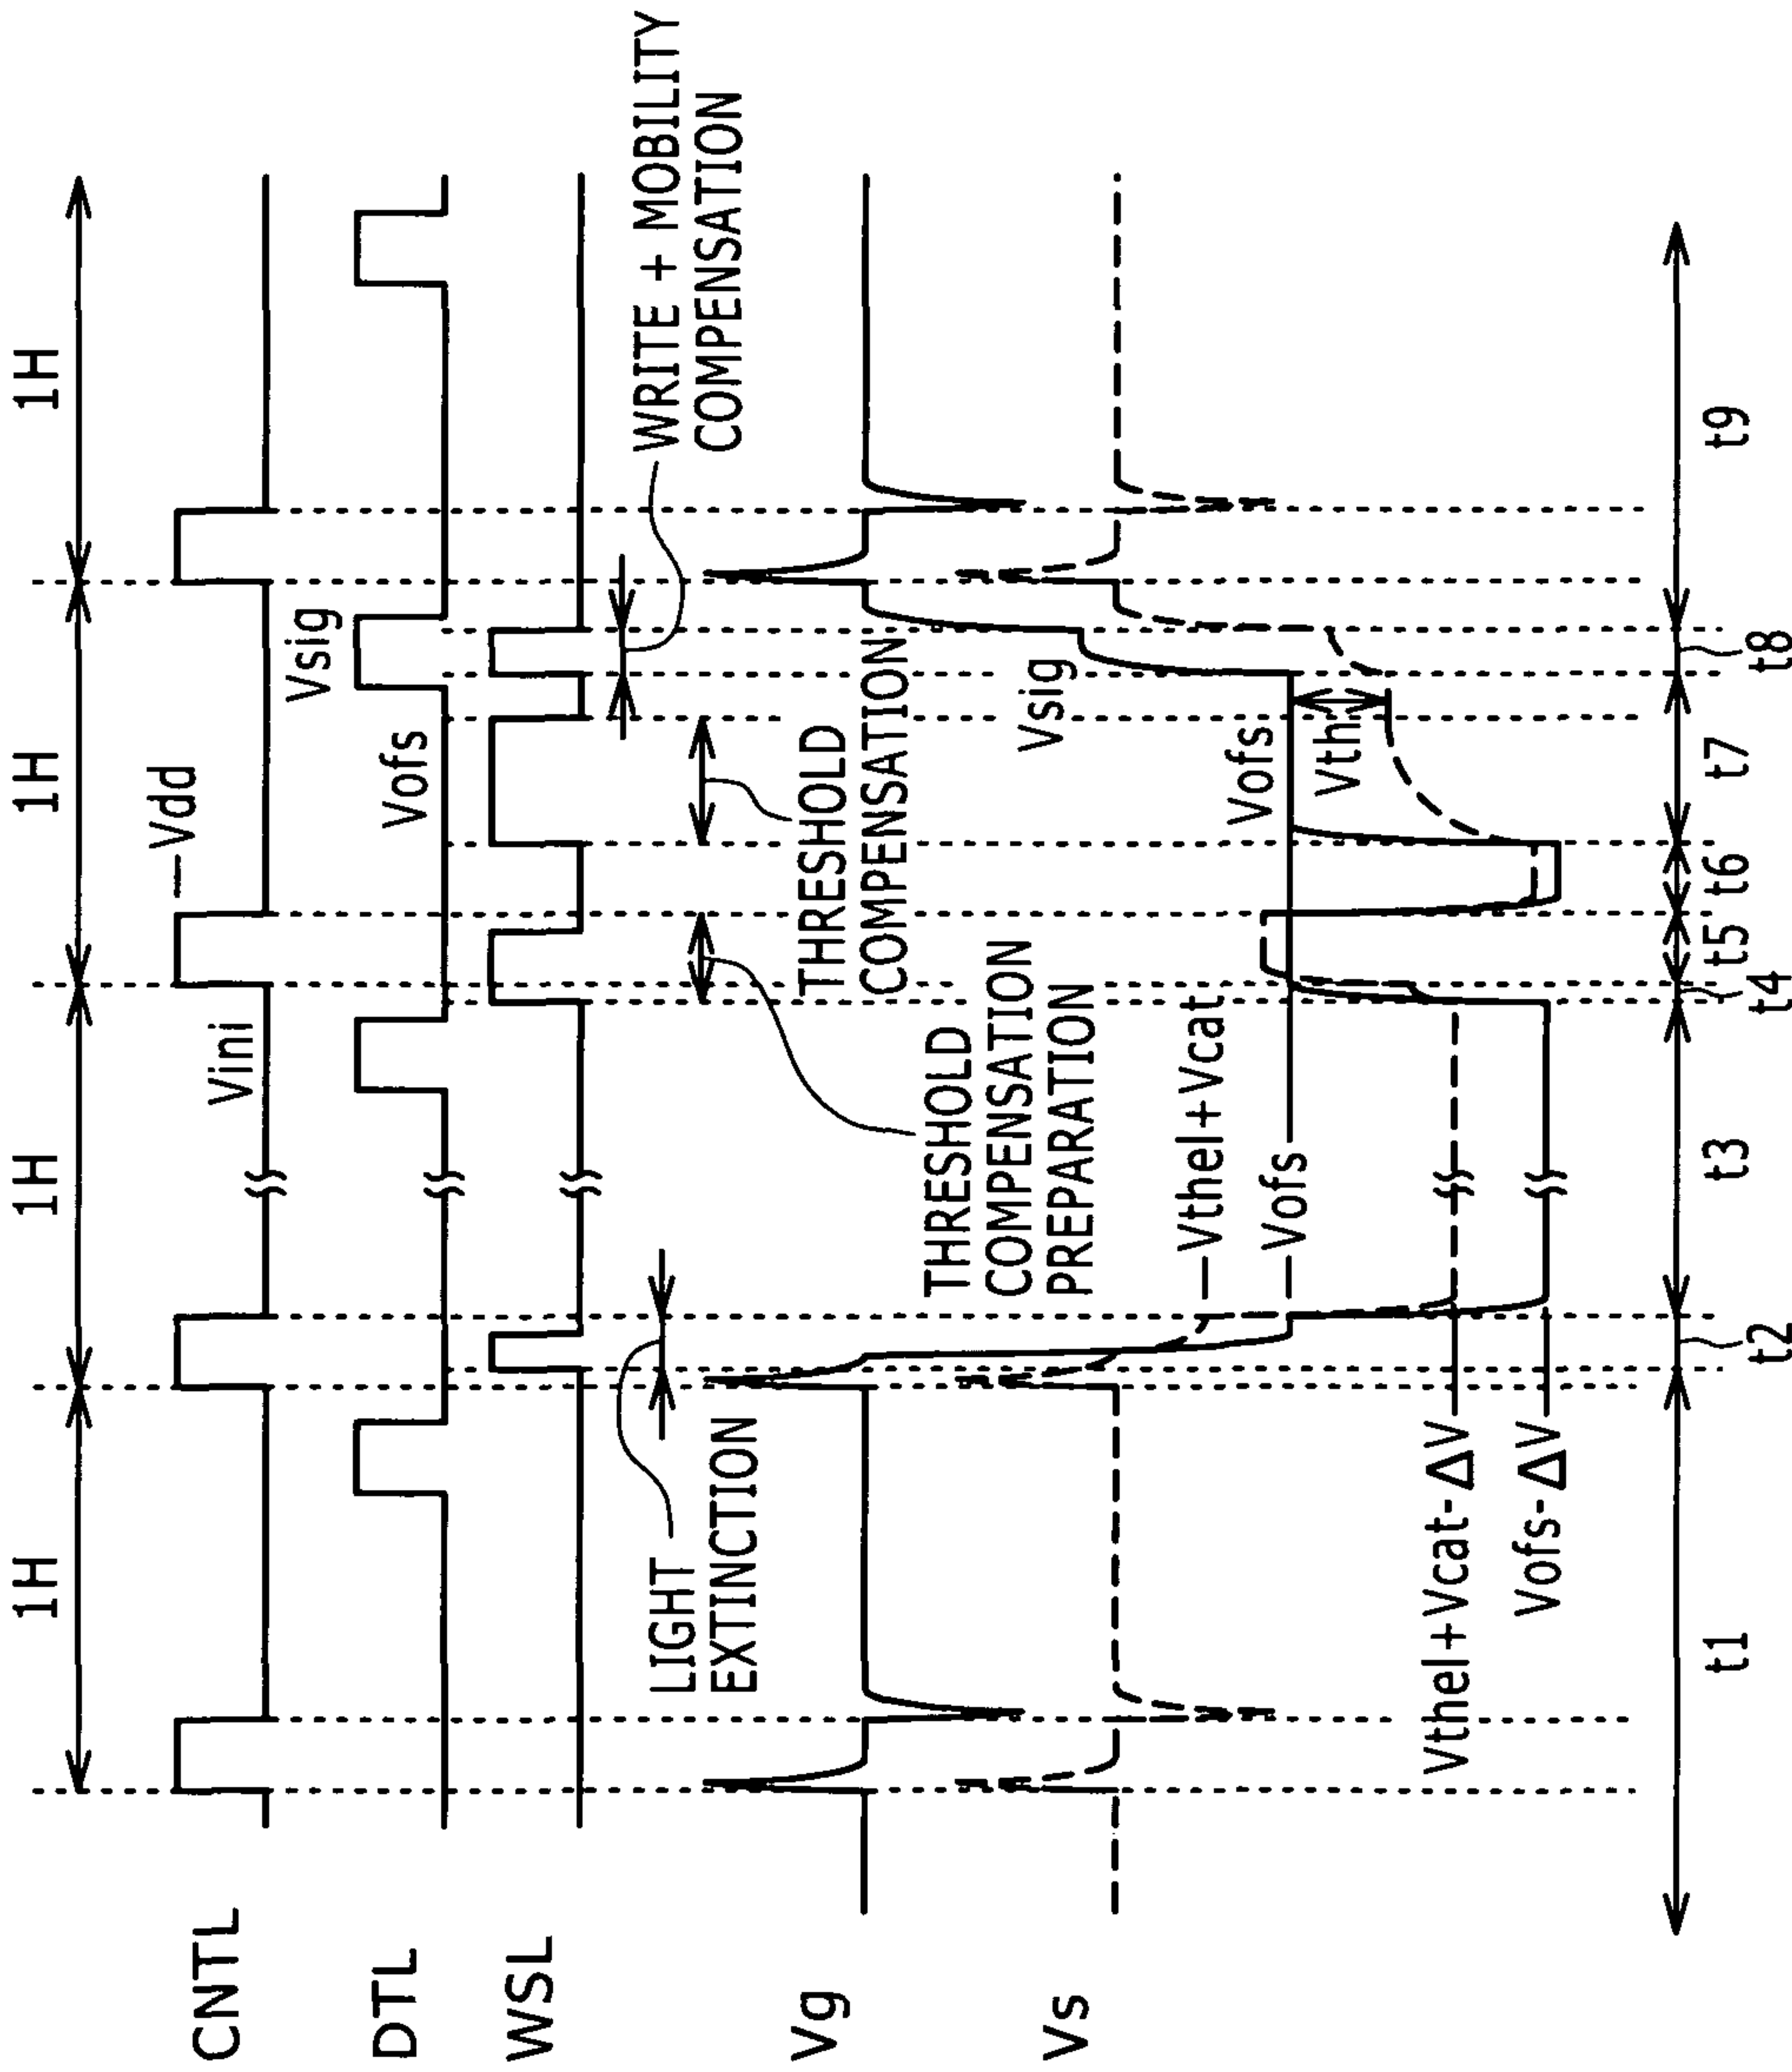 1H
1H
1H
1H
CNTL
Vini
Vdd
DTL
Vofs
Vsig
WSL
LIGHT
EXTINCTION
THRESHOLD
COMPENSATION
PREPARATION
THRESHOLD
COMPENSATION
WRITE + MOBILITY
COMPENSATION
Vg
Vsig
Vs
Vthel+Vcat
Vofs
Vofs
Vth
Vthel+Vcat-ΔV
Vofs-ΔV
t1
t2
t3
t4
t5
t6
t7
t8
t9